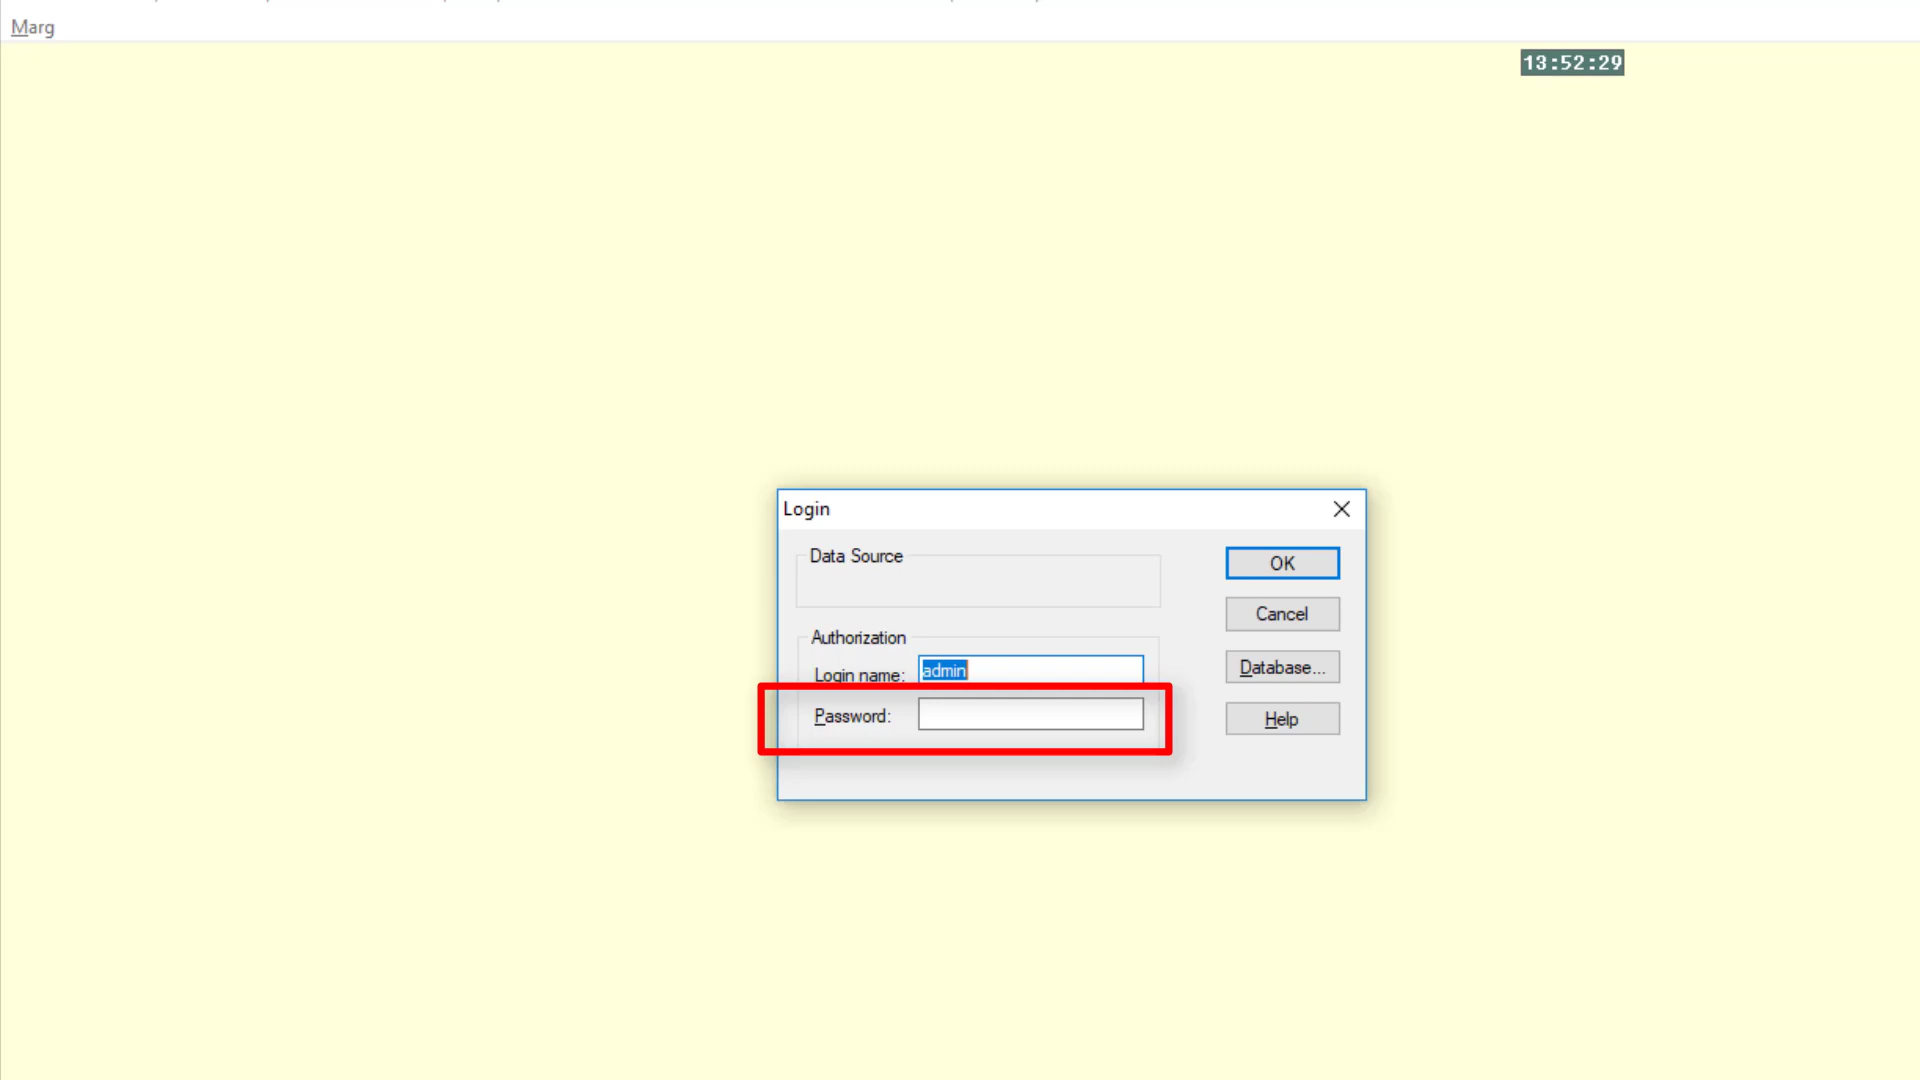 Marg
13:52:29
Login
Data Source
OK
Cancel
Authorization
Login name: admin
Database...
Password:
Help